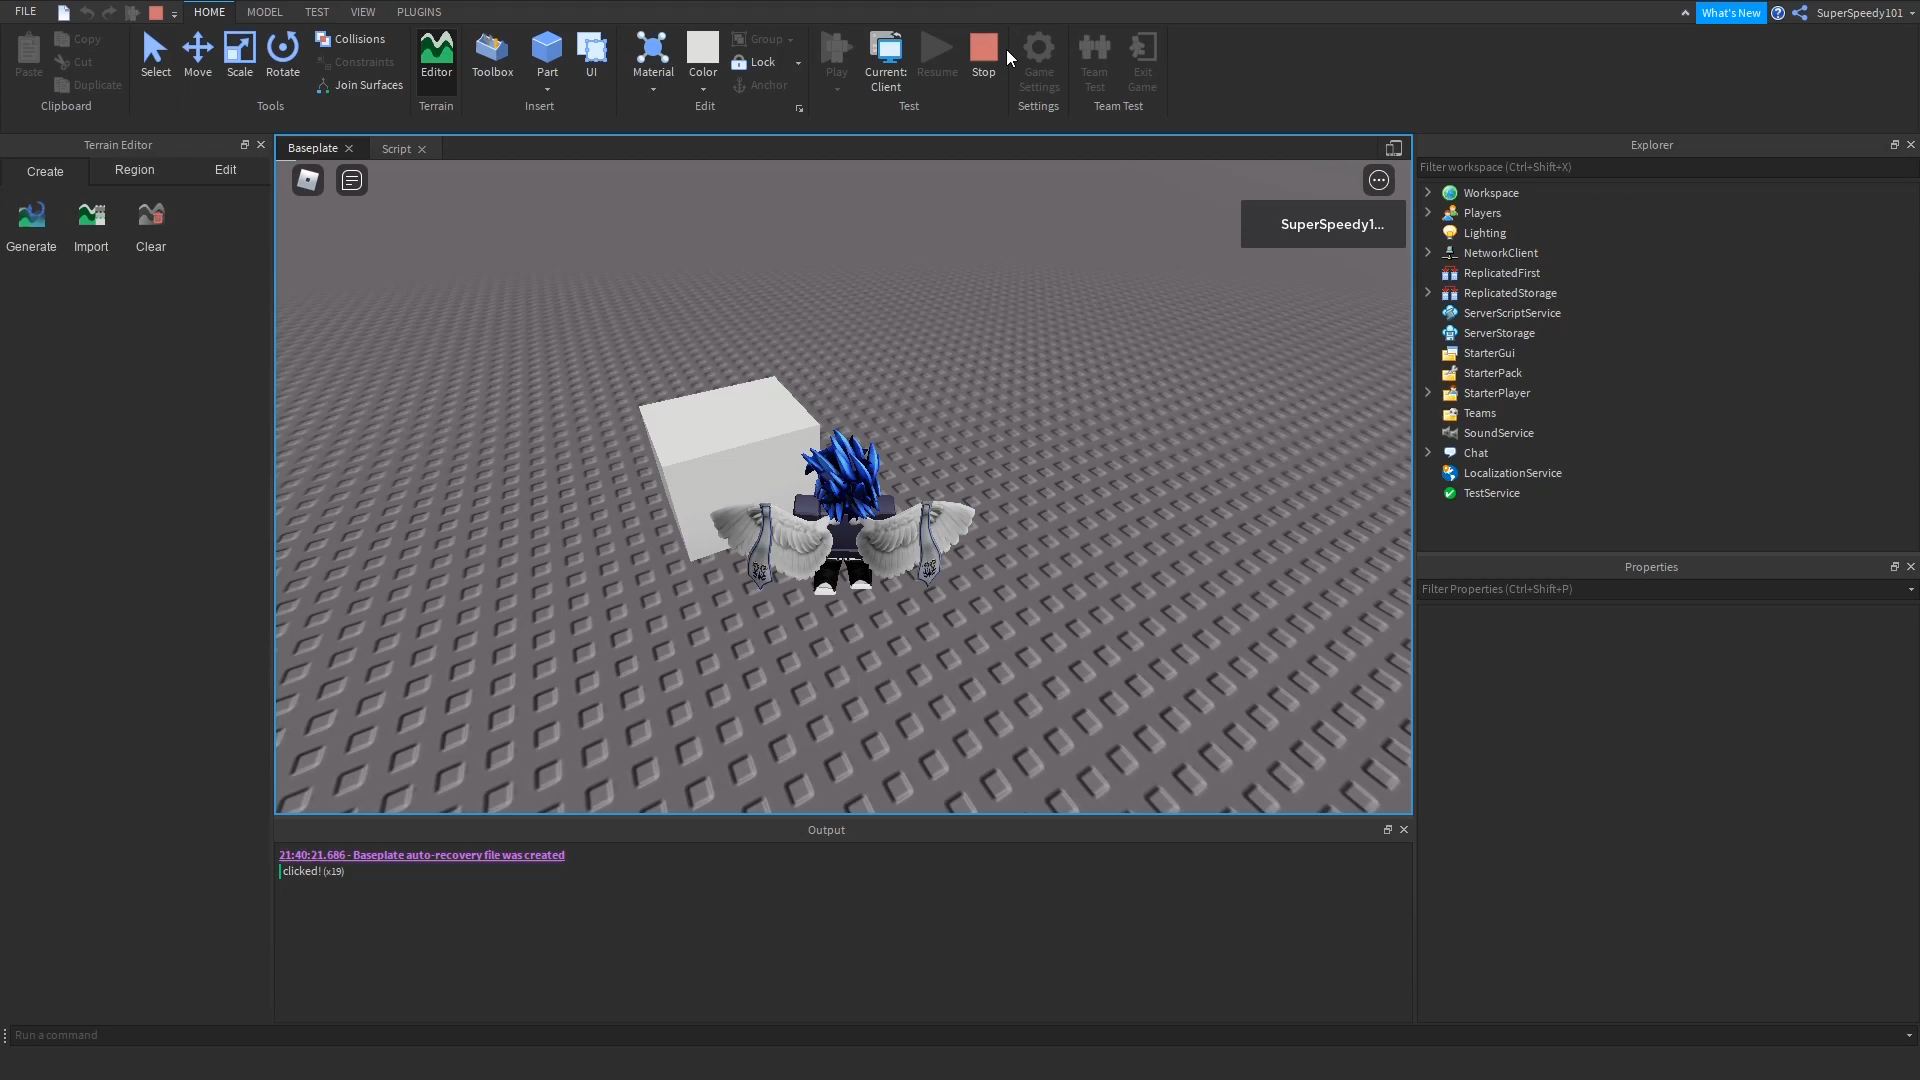 FILE HOME MODEL TEST VIEW PLUGINS What's New SuperSpeedy101
Paste
Copy
Cut
Duplicate
Clipboard
Select Move Scale Rotate
Collisions
Constraints
Join Surfaces
Tools
Editor
Terrain
Toolbox Part UI
Insert
Material Color
Group
Lock
Anchor
Edit
Play
Current:
Client
Resume Stop
Test
Game
Settings
Settings
Team
Test
Exit
Game
Team Test
Terrain Editor
Create Region Edit
Generate Import Clear
Baseplate Script
SuperSpeedy1...
Output
21:40:21.686 - Baseplate auto-recovery file was created
clicked! (x19)
Explorer
Filter workspace (Ctrl+Shift+X)
Workspace
Players
Lighting
NetworkClient
ReplicatedFirst
ReplicatedStorage
ServerScriptService
ServerStorage
StarterGui
StarterPack
StarterPlayer
Teams
SoundService
Chat
LocalizationService
TestService
Properties
Filter Properties (Ctrl+Shift+P)
Run a command